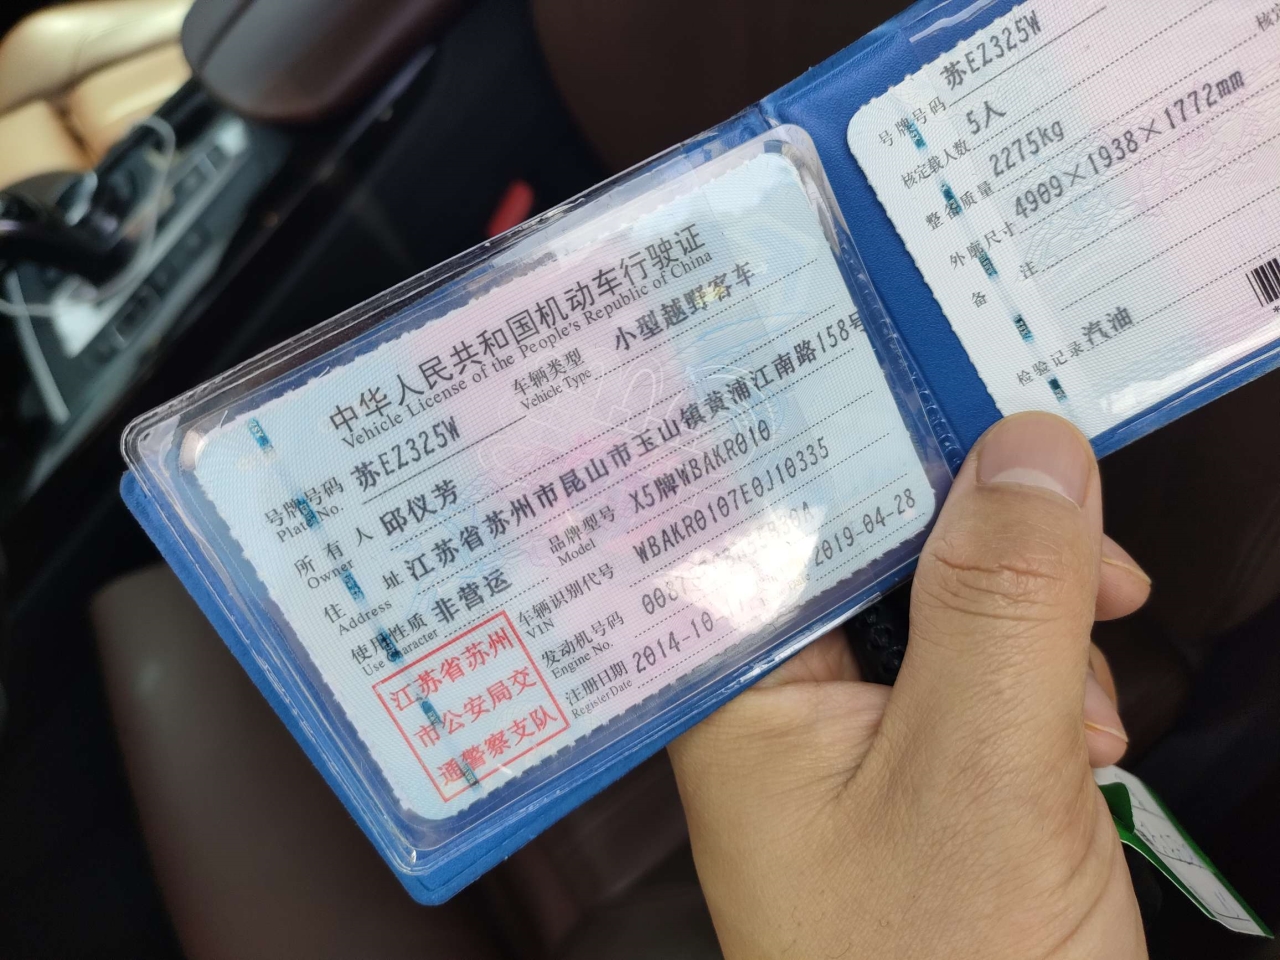 中华人民共和国机动车行驶证
Vehicle License of the People's Republic of China
号牌号码 苏EZ325W 车辆类型 小型越野客车
Plate No. Vehicle Type
所有人 邱仪芳
Owner
住址 江苏省苏州市昆山市玉山镇黄浦江南路158号
Address
使用性质 非营运 品牌型号 X5牌WBAKR010
Use Character Model
车辆识别代号 WBAKR0107E0J10335
VIN
发动机号码
Engine No.
注册日期 2014-10 2019-04-28
Register Date
江苏省苏州
市公安局交
通警察支队
号牌号码 苏EZ325W
核定载人数 5人
整备质量 2275kg
外廓尺寸 4909×1938×1772mm
备注
检验记录 汽油